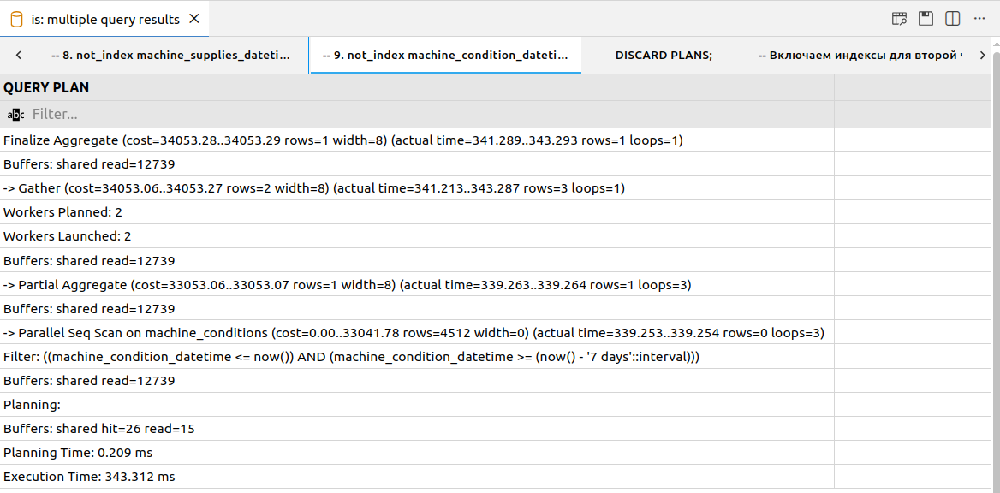 is: multiple query results
-- 8. not_index machine_supplies_dateti...
-- 9. not_index machine_condition_dateti...
DISCARD PLANS;
-- Включаем индексы для второй
QUERY PLAN
abc Filter...
Finalize Aggregate (cost=34053.28..34053.29 rows=1 width=8) (actual time=341.289..343.293 rows=1 loops=1)
Buffers: shared read=12739
-> Gather (cost=34053.06..34053.27 rows=2 width=8) (actual time=341.213..343.287 rows=3 loops=1)
Workers Planned: 2
Workers Launched: 2
Buffers: shared read=12739
-> Partial Aggregate (cost=33053.06..33053.07 rows=1 width=8) (actual time=339.263..339.264 rows=1 loops=3)
Buffers: shared read=12739
-> Parallel Seq Scan on machine_conditions (cost=0.00..33041.78 rows=4512 width=0) (actual time=339.253..339.254 rows=0 loops=3)
Filter: ((machine_condition_datetime <= now()) AND (machine_condition_datetime >= (now() - '7 days'::interval)))
Buffers: shared read=12739
Planning:
Buffers: shared hit=26 read=15
Planning Time: 0.209 ms
Execution Time: 343.312 ms